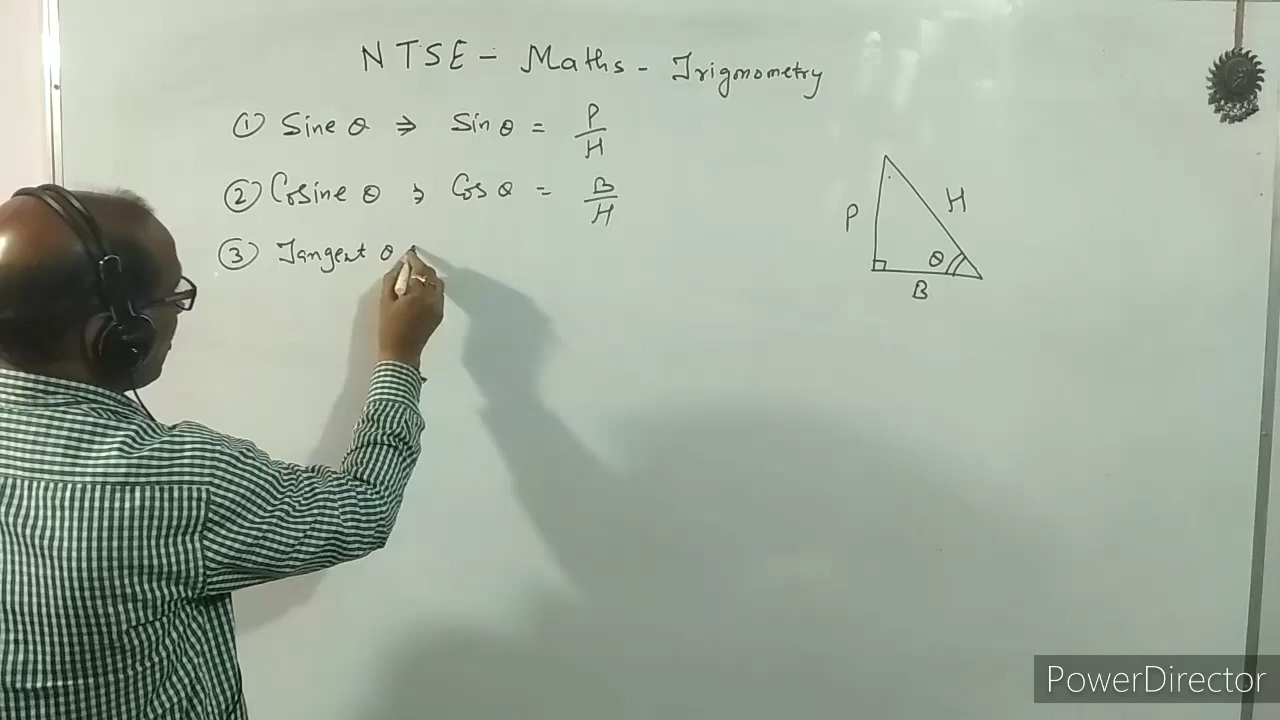 NTSE - Maths - Trigonometry
① Sine θ ⇒ Sin θ = P/H
② Cosine θ ⇒ Cos θ = B/H
③ Tangent θ
P
H
θ
B
PowerDirector